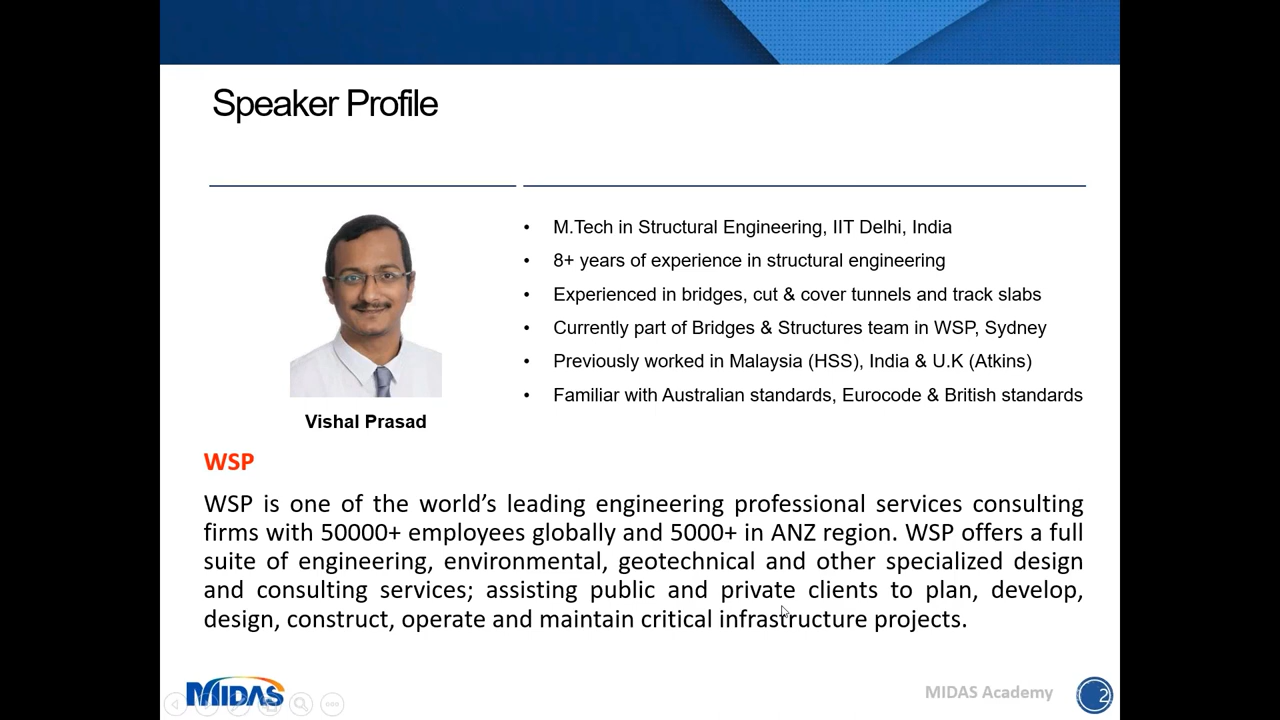 Speaker Profile
• M.Tech in Structural Engineering, IIT Delhi, India
• 8+ years of experience in structural engineering
• Experienced in bridges, cut & cover tunnels and track slabs
• Currently part of Bridges & Structures team in WSP, Sydney
• Previously worked in Malaysia (HSS), India & U.K (Atkins)
• Familiar with Australian standards, Eurocode & British standards
Vishal Prasad
WSP
WSP is one of the world’s leading engineering professional services consulting
firms with 50000+ employees globally and 5000+ in ANZ region. WSP offers a full
suite of engineering, environmental, geotechnical and other specialized design
and consulting services; assisting public and private clients to plan, develop,
design, construct, operate and maintain critical infrastructure projects.
MIDAS
MIDAS Academy
2